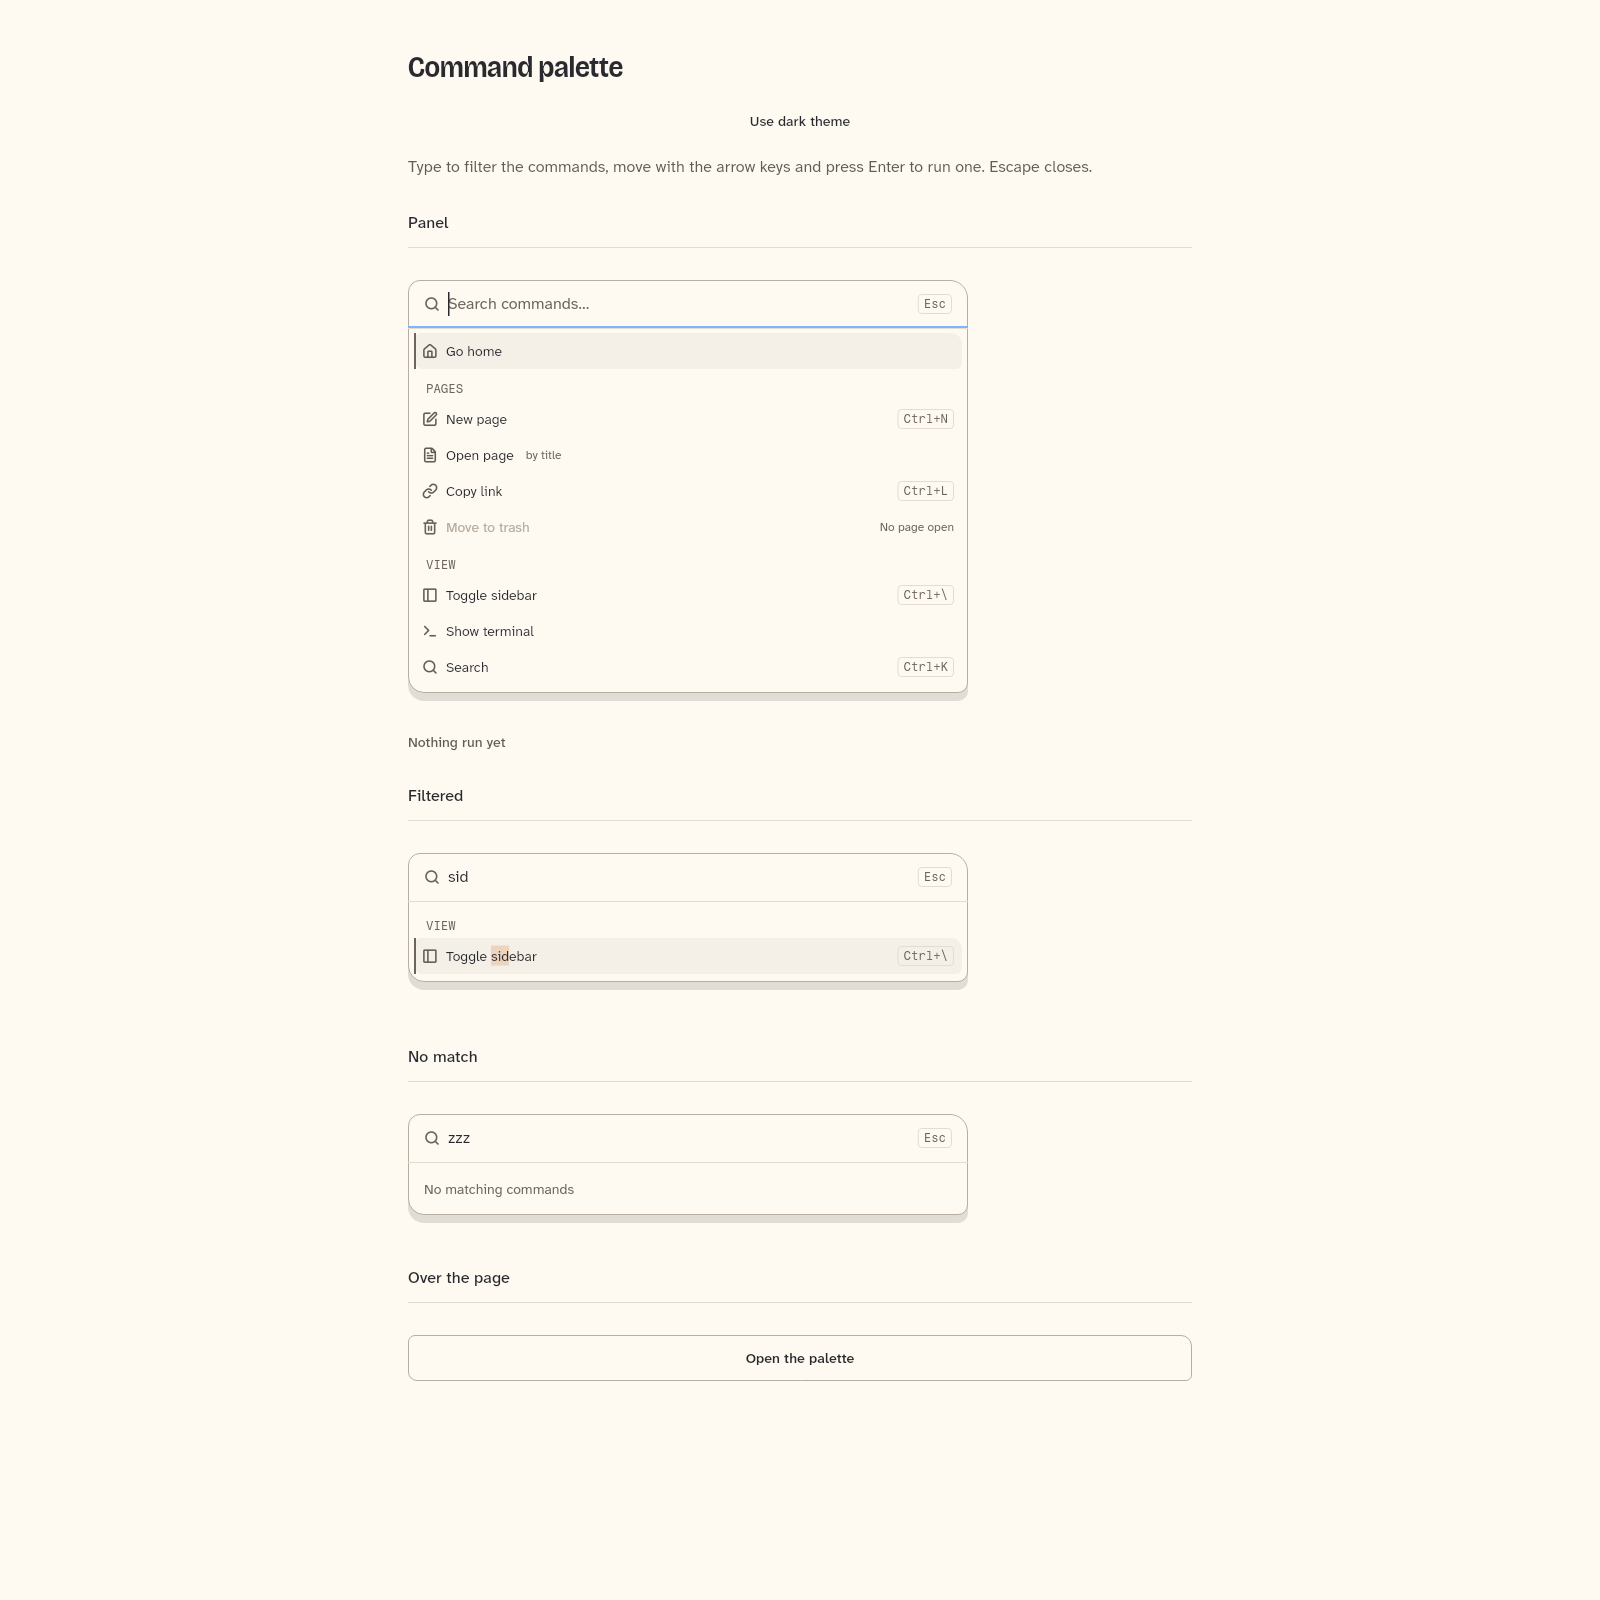 Command palette
Use dark theme
Type to filter the commands, move with the arrow keys and press Enter to run one. Escape closes.
Panel
Search commands... Esc
Go home
PAGES
New page Ctrl+N
Open page by title
Copy link Ctrl+L
Move to trash No page open
VIEW
Toggle sidebar Ctrl+\
Show terminal
Search Ctrl+K
Nothing run yet
Filtered
sid Esc
VIEW
Toggle sidebar Ctrl+\
No match
zzz Esc
No matching commands
Over the page
Open the palette